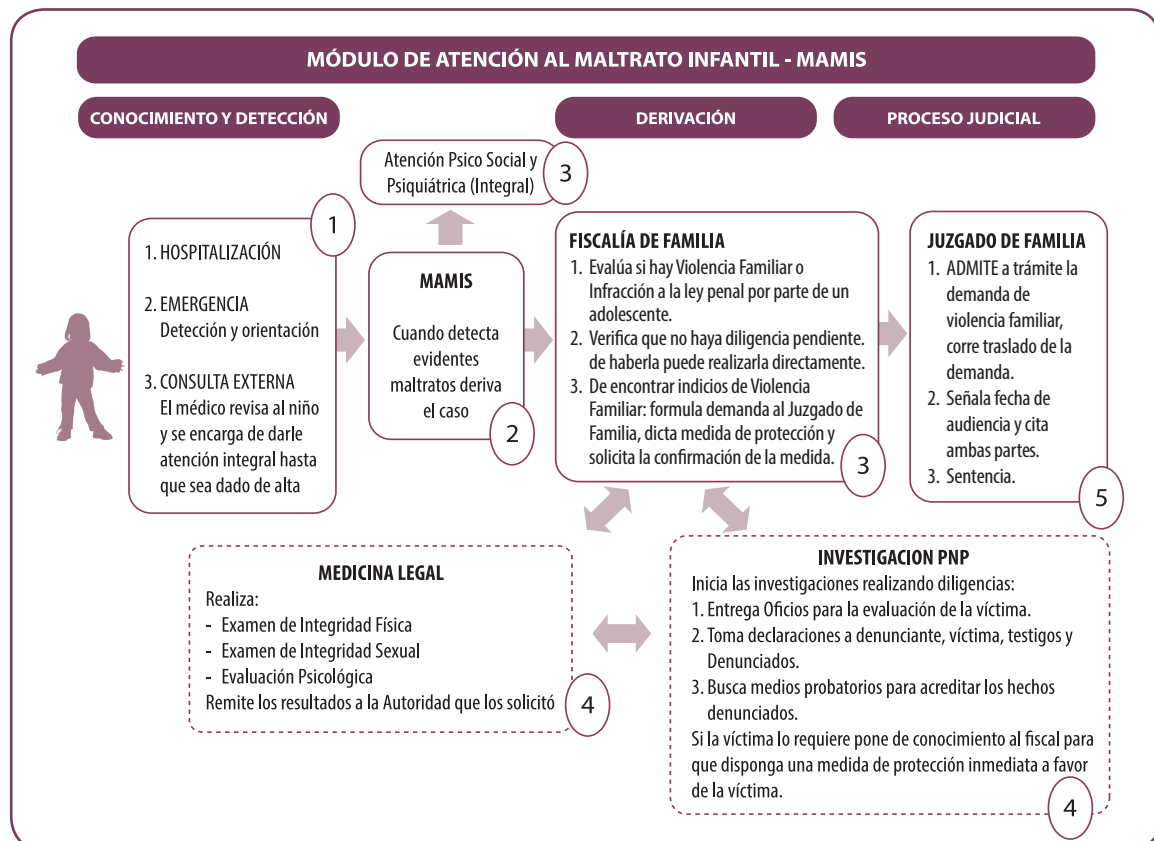 MÓDULO DE ATENCIÓN AL MALTRATO INFANTIL - MAMIS
CONOCIMIENTO Y DETECCIÓN
DERIVACIÓN
PROCESO JUDICIAL
Atención Psico Social y
Psiquiátrica (Integral)
3
1
1. HOSPITALIZACIÓN
2. EMERGENCIA
Detección y orientación
3. CONSULTA EXTERNA
El médico revisa al niño
y se encarga de darle
atención integral hasta
que sea dado de alta
MAMIS
Cuando detecta
evidentes
maltratos deriva
el caso
2
FISCALÍA DE FAMILIA
1. Evalúa si hay Violencia Familiar o
Infracción a la ley penal por parte de un
adolescente.
2. Verifica que no haya diligencia pendiente.
de haberla puede realizarla directamente.
3. De encontrar indicios de Violencia
Familiar: formula demanda al Juzgado de
Familia, dicta medida de protección y
solicita la confirmación de la medida.
3
JUZGADO DE FAMILIA
1. ADMITE a trámite la
demanda de
violencia familiar,
corre traslado de la
demanda.
2. Señala fecha de
audiencia y cita
ambas partes.
3. Sentencia.
5
MEDICINA LEGAL
Realiza:
- Examen de Integridad Física
- Examen de Integridad Sexual
- Evaluación Psicológica
Remite los resultados a la Autoridad que los solicitó
4
INVESTIGACION PNP
Inicia las investigaciones realizando diligencias:
1. Entrega Oficios para la evaluación de la víctima.
2. Toma declaraciones a denunciante, víctima, testigos y
Denunciados.
3. Busca medios probatorios para acreditar los hechos
denunciados.
Si la víctima lo requiere pone de conocimiento al fiscal para
que disponga una medida de protección inmediata a favor
de la víctima.
4